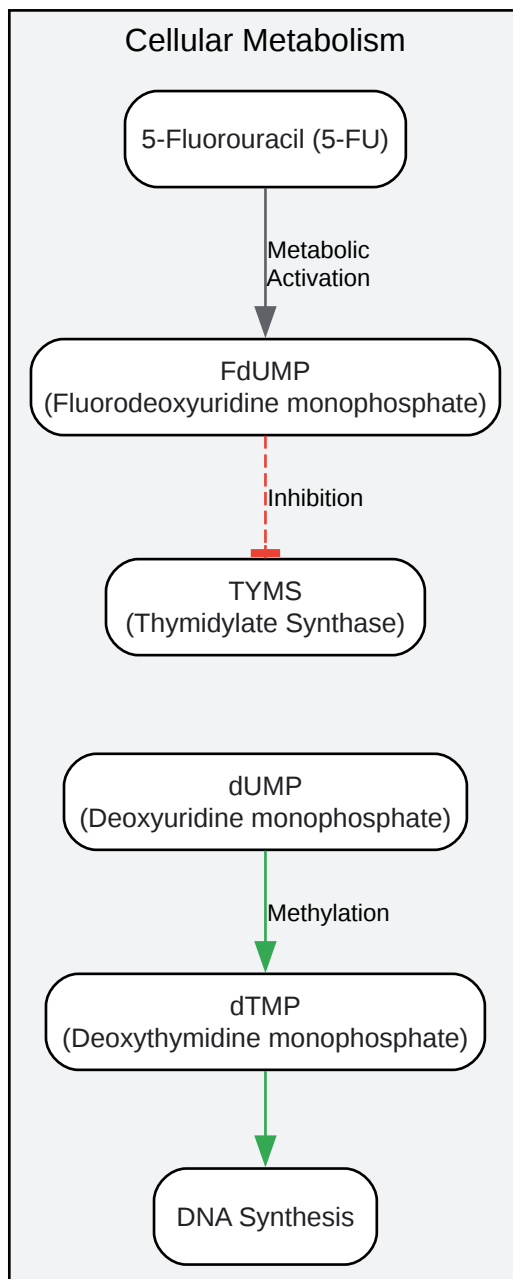 Cellular Metabolism
5-Fluorouracil (5-FU)
Metabolic
Activation
FdUMP
(Fluorodeoxyuridine monophosphate)
Inhibition
TYMS
(Thymidylate Synthase)
dUMP
(Deoxyuridine monophosphate)
Methylation
dTMP
(Deoxythymidine monophosphate)
DNA Synthesis